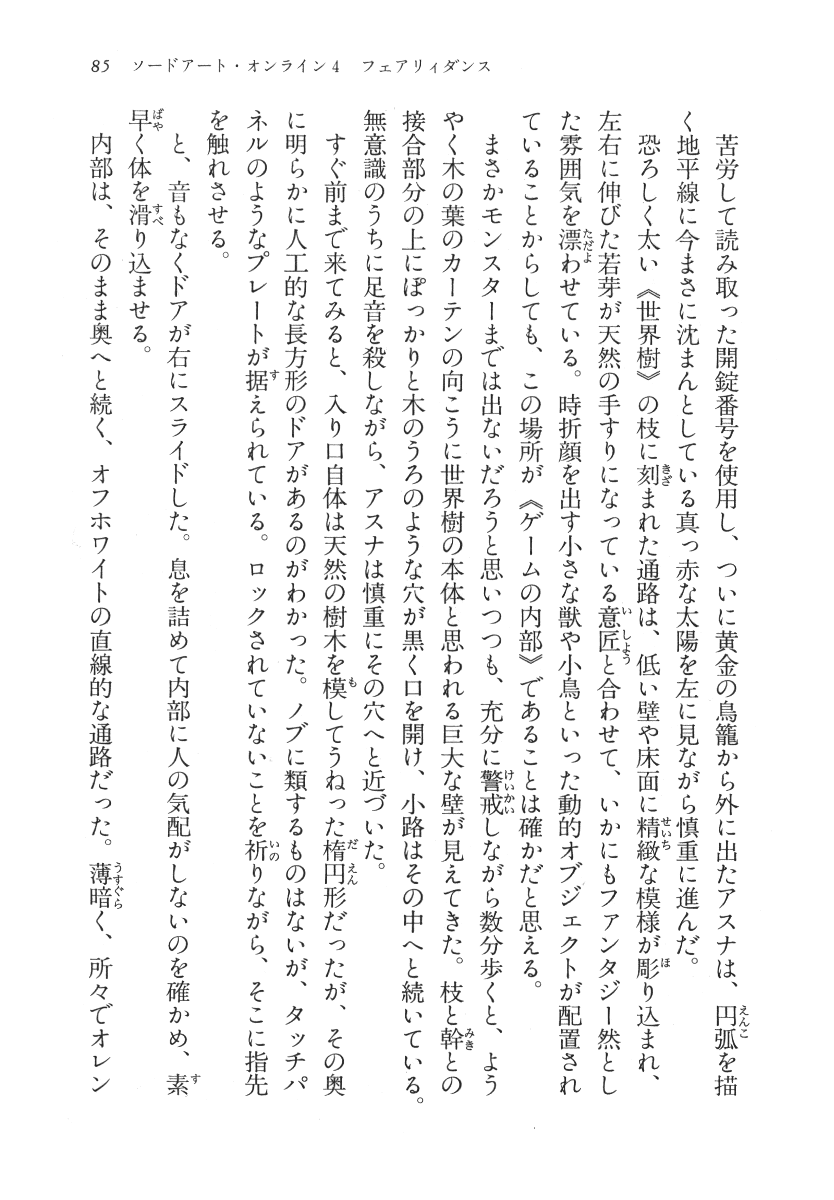 85　ソードアート・オンライン4　フェアリィダンス
　苦労して読み取った開錠番号を使用し、ついに黄金の鳥籠から外に出たアスナは、円弧を描
く地平線に今まさに沈まんとしている真っ赤な太陽を左に見ながら慎重に進んだ。
　恐ろしく太い《世界樹》の枝に刻まれた通路は、低い壁や床面に精緻な模様が彫り込まれ、
左右に伸びた若芽が天然の手すりになっている意匠と合わせて、いかにもファンタジー然とし
た雰囲気を漂わせている。時折顔を出す小さな獣や小鳥といった動的オブジェクトが配置され
ていることからしても、この場所が《ゲームの内部》であることは確かだと思える。
　まさかモンスターまでは出ないだろうと思いつつも、充分に警戒しながら数分歩くと、よう
やく木の葉のカーテンの向こうに世界樹の本体と思われる巨大な壁が見えてきた。枝と幹との
接合部分の上にぽっかりと木のうろのような穴が黒く口を開け、小路はその中へと続いている。
無意識のうちに足音を殺しながら、アスナは慎重にその穴へと近づいた。
　すぐ前まで来てみると、入り口自体は天然の樹木を模してうねった楕円形だったが、その奥
に明らかに人工的な長方形のドアがあるのがわかった。ノブに類するものはないが、タッチパ
ネルのようなプレートが据えられている。ロックされていないことを祈りながら、そこに指先
を触れさせる。
　と、音もなくドアが右にスライドした。息を詰めて内部に人の気配がしないのを確かめ、素
早く体を滑り込ませる。
　内部は、そのまま奥へと続く、オフホワイトの直線的な通路だった。薄暗く、所々でオレン